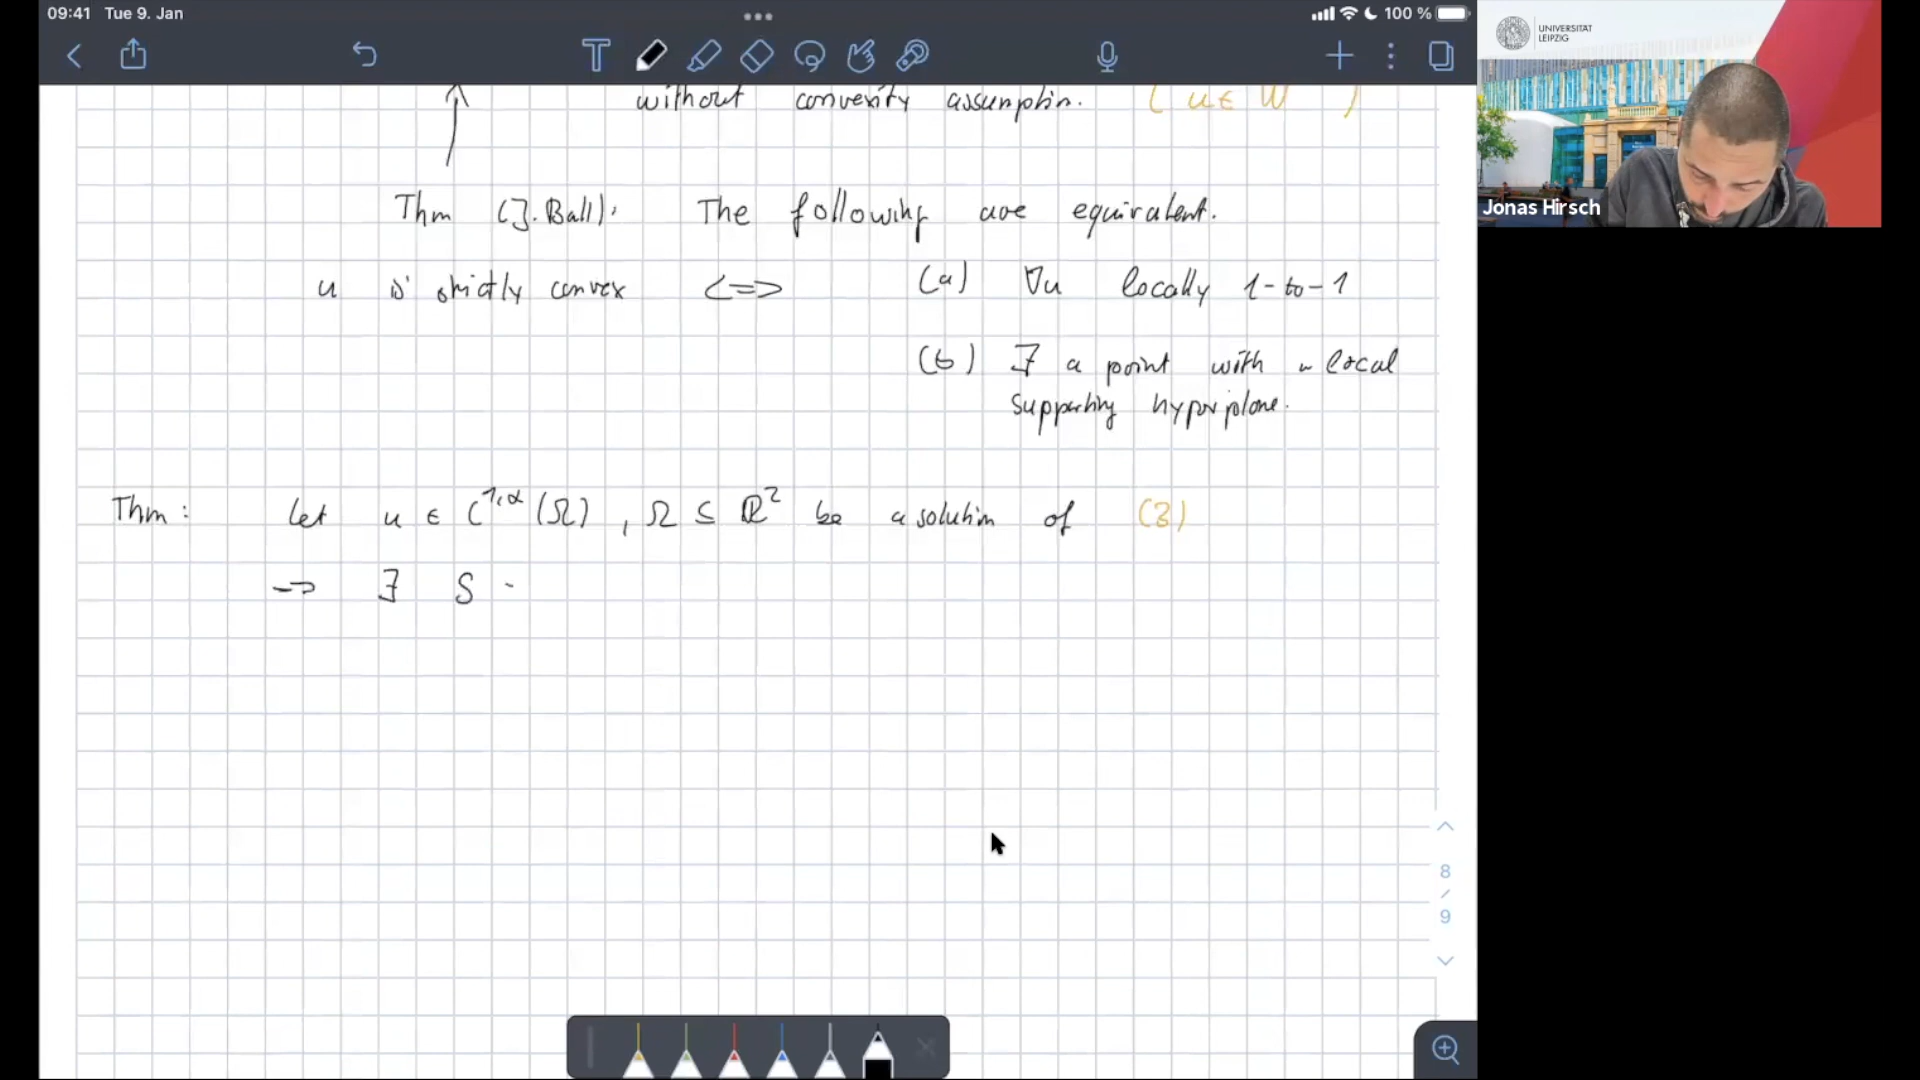 09:41 Tue 9. Jan
100 %
without convexity assumptin. ( u ∈ W )
Thm (J. Ball): The following are equivalent.
u is strictly convex <=> (a) ∇u locally 1-to-1
(b) ∃ a point with a local
supporting hyperplane.
Thm: Let u ∈ C^{1,α}(Ω), Ω ⊆ ℝ² be a solution of (3)
=> ∃ S
8
/
9
UNIVERSITÄT
LEIPZIG
Jonas Hirsch